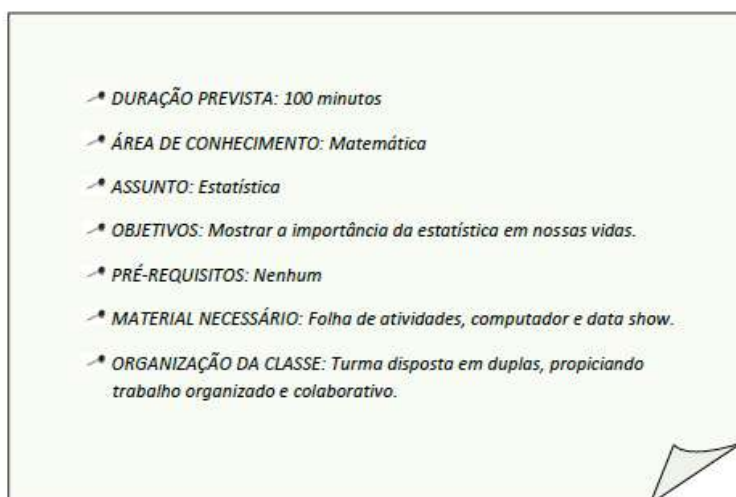 DURAÇÃO PREVISTA: 100 minutos
ÁREA DE CONHECIMENTO: Matemática
ASSUNTO: Estatística
OBJETIVOS: Mostrar a importância da estatística em nossas vidas.
PRÉ-REQUISITOS: Nenhum
MATERIAL NECESSÁRIO: Folha de atividades, computador e data show.
ORGANIZAÇÃO DA CLASSE: Turma disposta em duplas, propiciando
trabalho organizado e colaborativo.